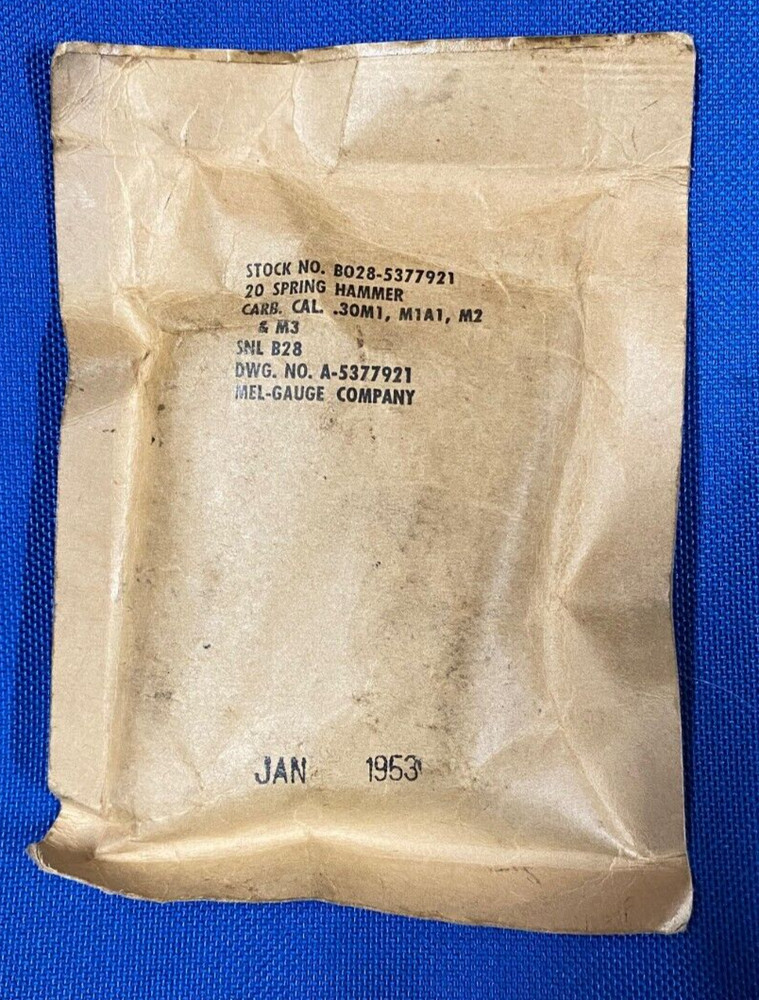 STOCK NO. BO28-5377921
20 SPRING HAMMER
CARB. CAL. .30M1, M1A1, M2
& M3
SNL B28
DWG. NO. A-5377921
MEL-GAUGE COMPANY
JAN 1953